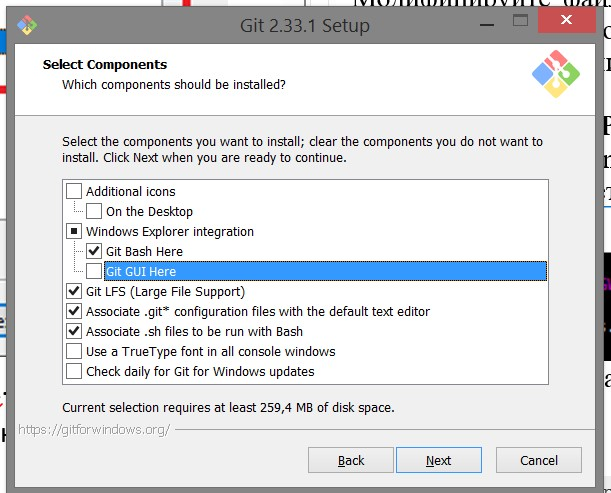 Модифицируйте фай
Git 2.33.1 Setup
Select Components
Which components should be installed?
Select the components you want to install; clear the components you do not want to
install. Click Next when you are ready to continue.
Additional icons
On the Desktop
Windows Explorer integration
Git Bash Here
Git GUI Here
Git LFS (Large File Support)
Associate .git* configuration files with the default text editor
Associate .sh files to be run with Bash
Use a TrueType font in all console windows
Check daily for Git for Windows updates
Current selection requires at least 259,4 MB of disk space.
https://gitforwindows.org/
Back
Next
Cancel